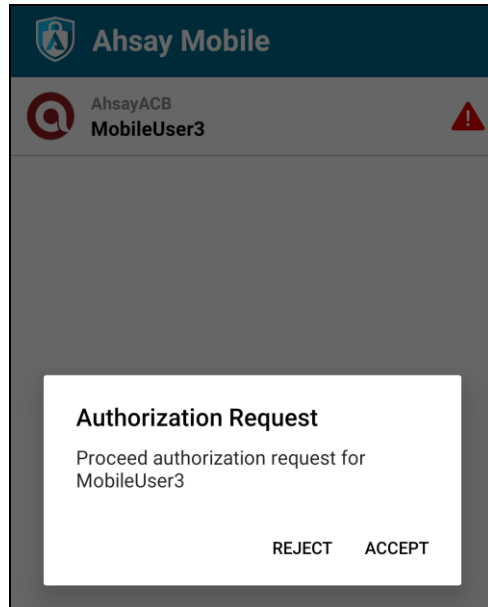 Ahsay Mobile
AhsayACB
MobileUser3
Authorization Request
Proceed authorization request for
MobileUser3
REJECT ACCEPT